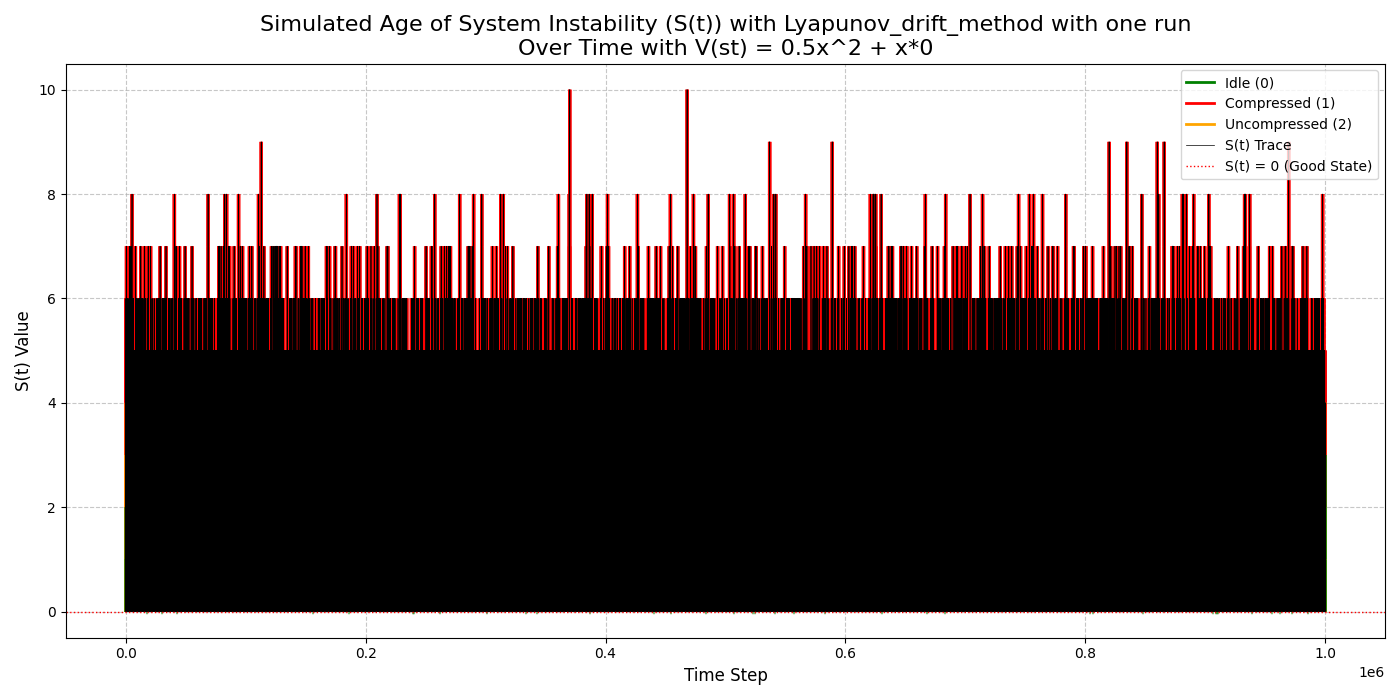 Simulated Age of System Instability (S(t)) with Lyapunov_drift_method with one run
Over Time with V(st) = 0.5x^2 + x*0
Idle (0)
Compressed (1)
Uncompressed (2)
S(t) Trace
S(t) = 0 (Good State)
S(t) Value
10
8
6
4
2
0
0.0
0.2
0.4
0.6
0.8
1.0
1e6
Time Step